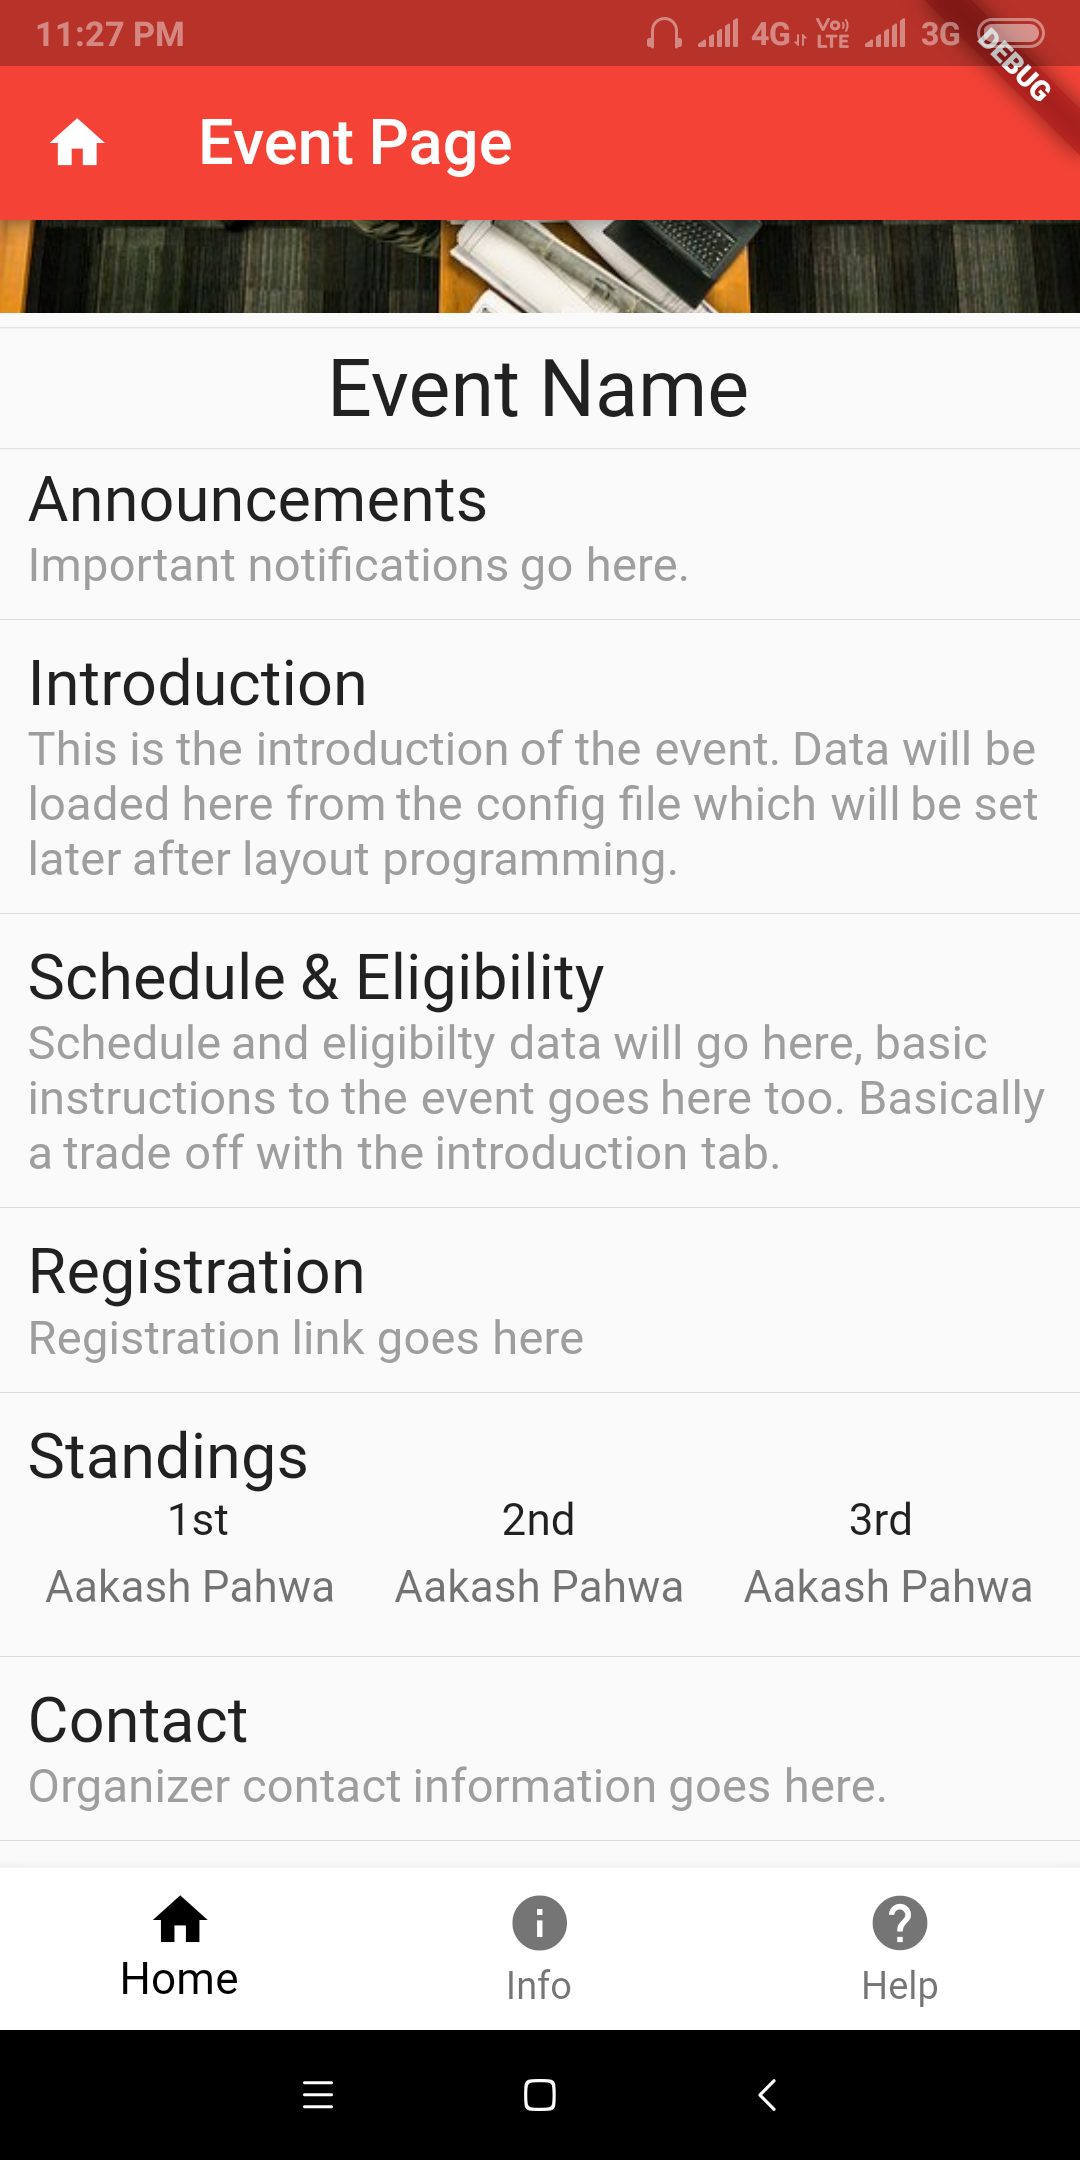 11:27 PM 4G VoLTE 3G
DEBUG
Event Page
Event Name
Announcements
Important notifications go here.
Introduction
This is the introduction of the event. Data will be
loaded here from the config file which will be set
later after layout programming.
Schedule & Eligibility
Schedule and eligibilty data will go here, basic
instructions to the event goes here too. Basically
a trade off with the introduction tab.
Registration
Registration link goes here
Standings
1st 2nd 3rd
Aakash Pahwa Aakash Pahwa Aakash Pahwa
Contact
Organizer contact information goes here.
Home Info Help